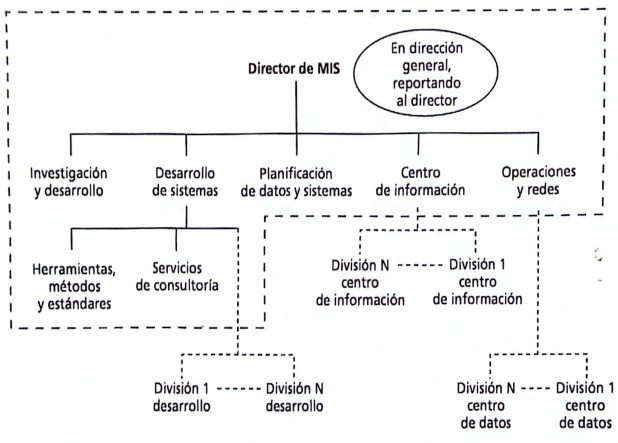 Director de MIS
En dirección
general,
reportando
al director
Investigación
y desarrollo
Desarrollo
de sistemas
Planificación
de datos y sistemas
Centro
de información
Operaciones
y redes
Herramientas,
métodos
y estándares
Servicios
de consultoría
División N
centro
de información
División 1
centro
de información
División 1
desarrollo
División N
desarrollo
División N
centro
de datos
División 1
centro
de datos